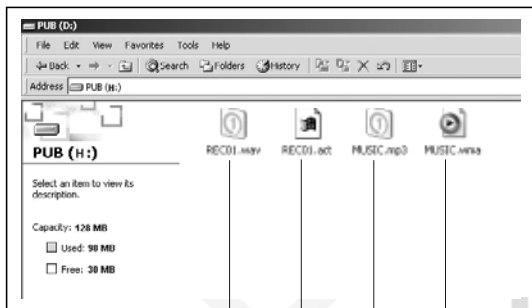 PUB (D:)
File Edit View Favorites Tools Help
Back Search Folders History
Address PUB (H:)
REC01.wav REC01.act MUSIC.mp3 MUSIC.wma
PUB (H:)
Select an item to view its
description.
Capacity: 128 MB
Used: 98 MB
Free: 30 MB